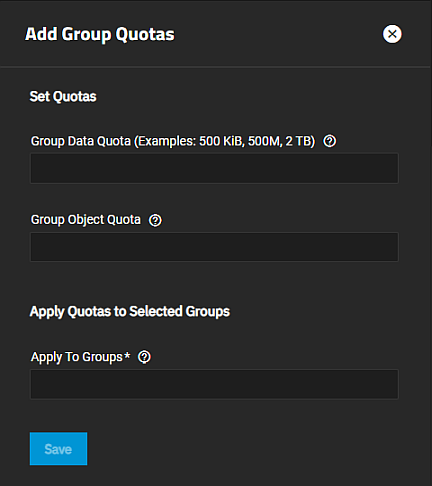 Add Group Quotas
Set Quotas
Group Data Quota (Examples: 500 KiB, 500M, 2 TB)
Group Object Quota
Apply Quotas to Selected Groups
Apply To Groups*
Save